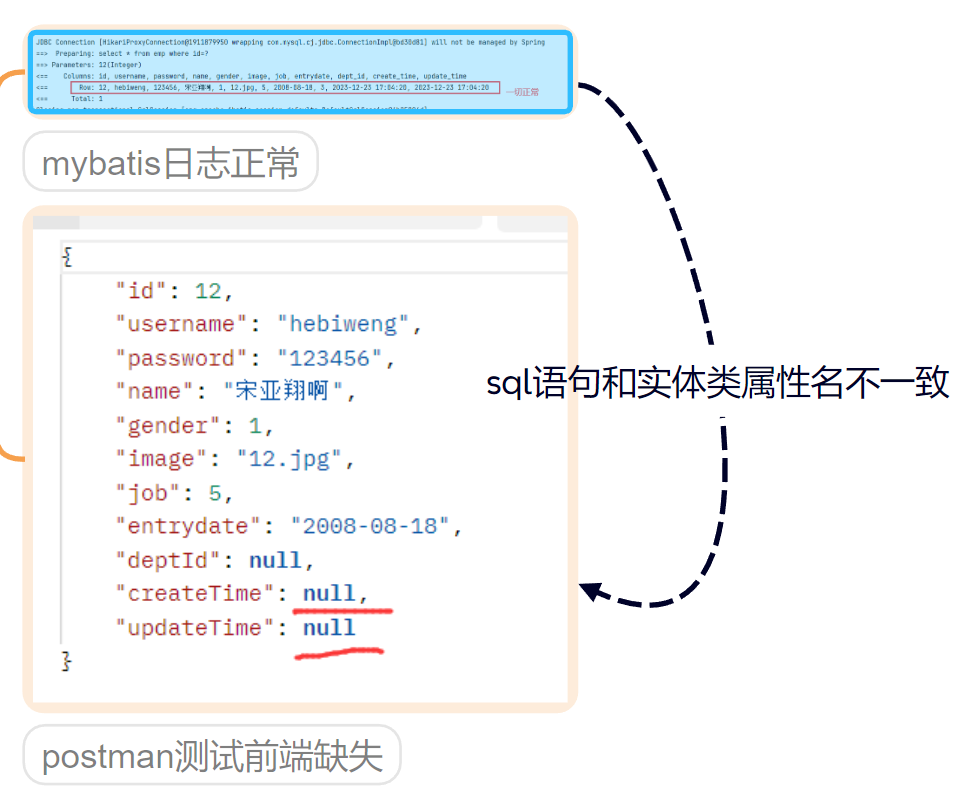 JDBC Connection [HikariProxyConnection@1911879950 wrapping com.mysql.cj.jdbc.ConnectionImpl@bd30d81] will not be managed by Spring
==>  Preparing: select * from emp where id=?
==> Parameters: 12(Integer)
<==    Columns: id, username, password, name, gender, image, job, entrydate, dept_id, create_time, update_time
<==        Row: 12, hebiweng, 123456, 宋亚翔啊, 1, 12.jpg, 5, 2008-08-18, 3, 2023-12-23 17:04:20, 2023-12-23 17:04:20
一切正常
<==      Total: 1
mybatis日志正常
{
"id": 12,
"username": "hebiweng",
"password": "123456",
"name": "宋亚翔啊",
"gender": 1,
"image": "12.jpg",
"job": 5,
"entrydate": "2008-08-18",
"deptId": null,
"createTime": null,
"updateTime": null
}
sql语句和实体类属性名不一致
postman测试前端缺失